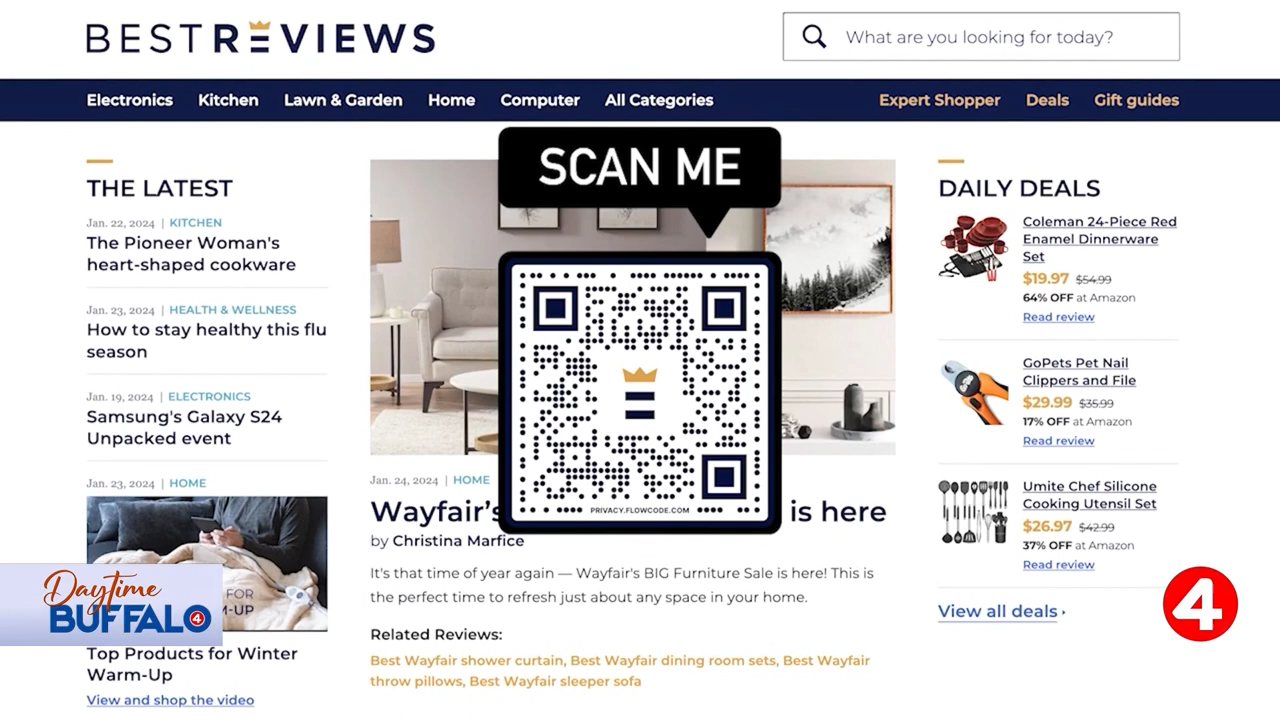 BESTREVIEWS
What are you looking for today?
Electronics Kitchen Lawn & Garden Home Computer All Categories Expert Shopper Deals Gift guides
SCAN ME
PRIVACY.FLOWCODE.COM
THE LATEST
Jan. 22, 2024 | KITCHEN
The Pioneer Woman's
heart-shaped cookware
Jan. 23, 2024 | HEALTH & WELLNESS
How to stay healthy this flu
season
Jan. 19, 2024 | ELECTRONICS
Samsung's Galaxy S24
Unpacked event
Jan. 23, 2024 | HOME
FOR
M-UP
Top Products for Winter
Warm-Up
View and shop the video
Daytime
BUFFALO
4
Jan. 24, 2024 | HOME
Wayfair's is here
by Christina Marfice
It's that time of year again — Wayfair's BIG Furniture Sale is here! This is
the perfect time to refresh just about any space in your home.
Related Reviews:
Best Wayfair shower curtain, Best Wayfair dining room sets, Best Wayfair
throw pillows, Best Wayfair sleeper sofa
DAILY DEALS
Coleman 24-Piece Red
Enamel Dinnerware
Set
$19.97 $54.99
64% OFF at Amazon
Read review
GoPets Pet Nail
Clippers and File
$29.99 $35.99
17% OFF at Amazon
Read review
Umite Chef Silicone
Cooking Utensil Set
$26.97 $42.99
37% OFF at Amazon
Read review
View all deals
4